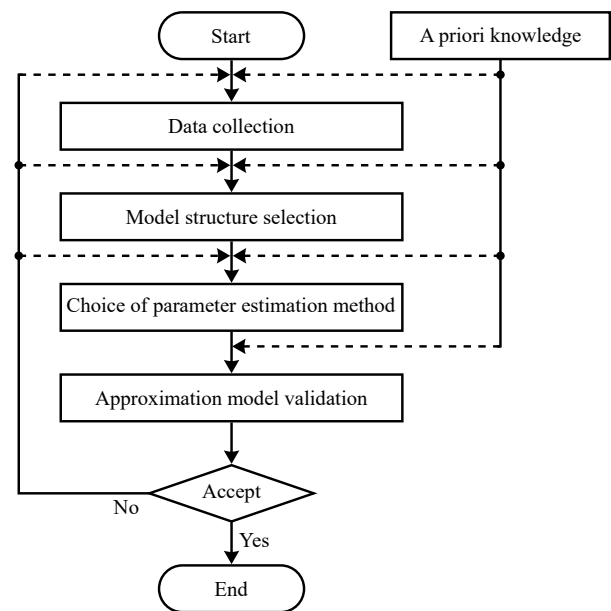 Start
A priori knowledge
Data collection
Model structure selection
Choice of parameter estimation method
Approximation model validation
Accept
No
Yes
End